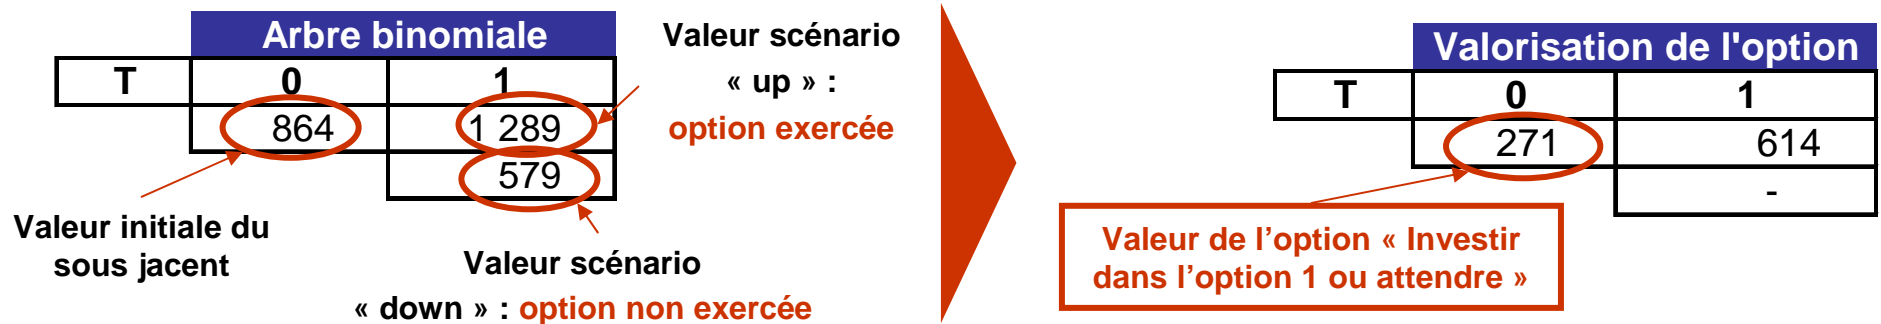 Arbre binomiale
T 0 1
864 1 289
579
Valeur initiale du
sous jacent
Valeur scénario
« up » :
option exercée
Valeur scénario
« down » : option non exercée
Valorisation de l'option
T 0 1
271 614
-
Valeur de l’option « Investir
dans l’option 1 ou attendre »